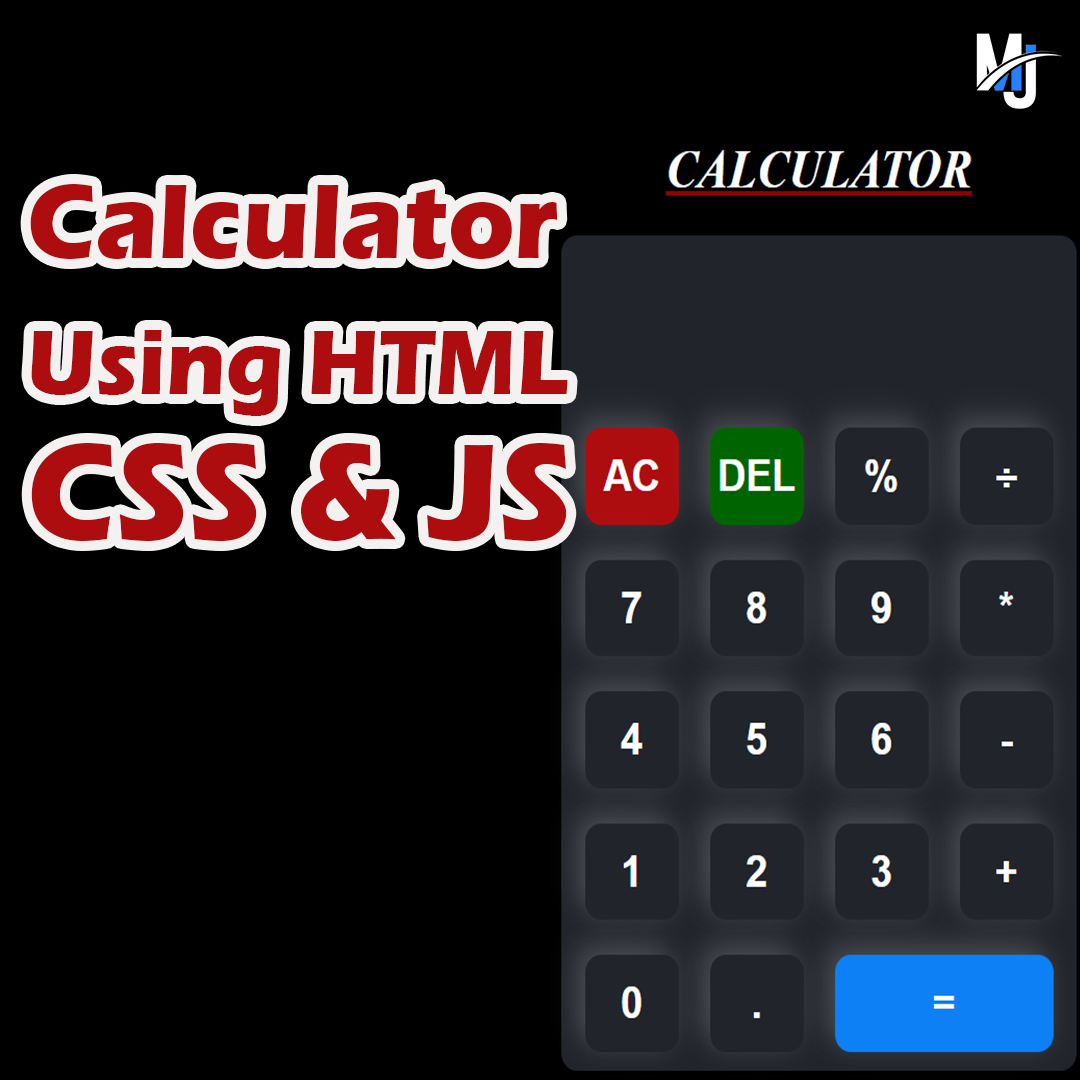 MJ
CALCULATOR
Calculator
Using HTML
CSS & JS
AC DEL % ÷
7 8 9 *
4 5 6 -
1 2 3 +
0 . =